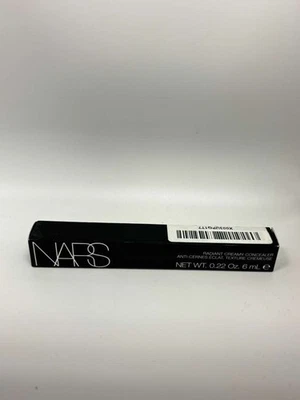 NARS
RADIANT CREAMY CONCEALER
ANTI-CERNES ÉCLAT, TEXTURE CRÉMEUSE
NET WT. 0.22 Oz. 6 mL ℮